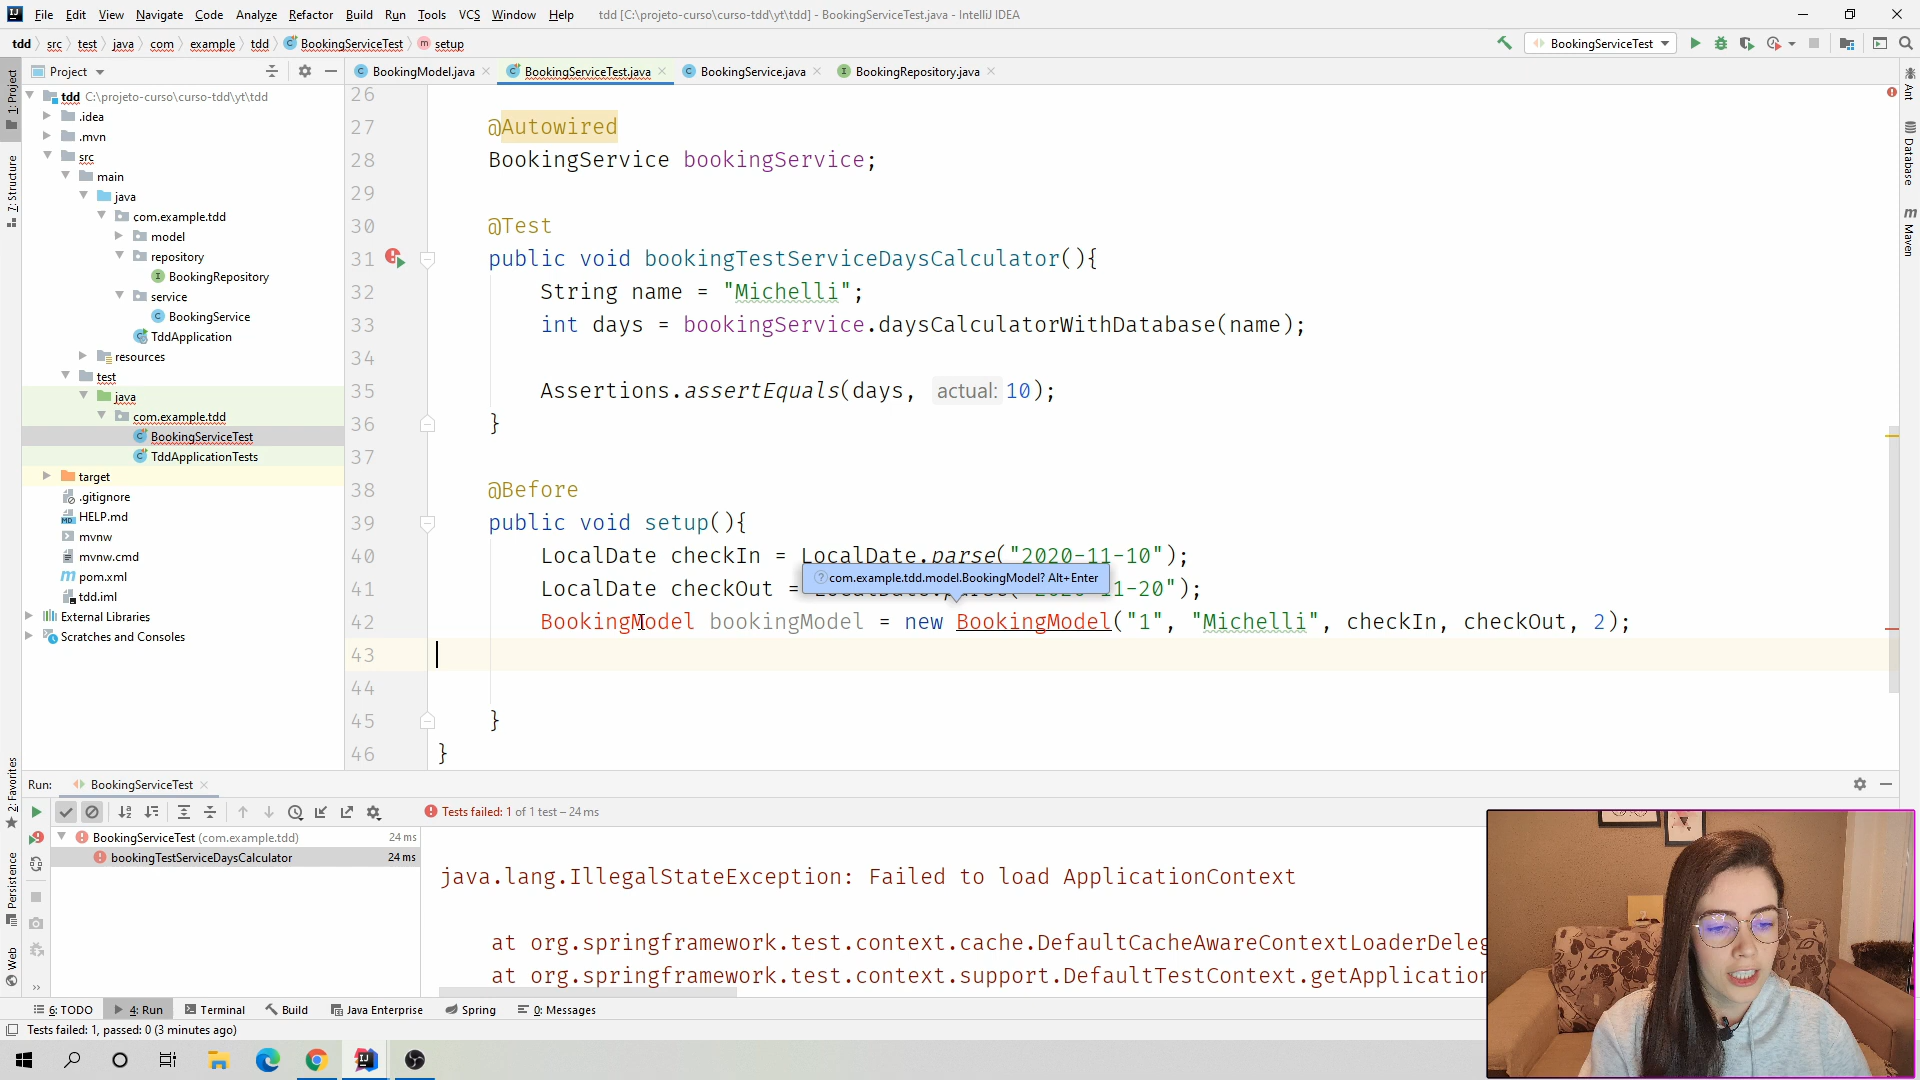 File Edit View Navigate Code Analyze Refactor Build Run Tools VCS Window Help tdd [C:\projeto-curso\curso-tdd\yt\tdd] - BookingServiceTest.java - IntelliJ IDEA
tdd src test java com example tdd BookingServiceTest setup
BookingServiceTest
Project
BookingModel.java
BookingServiceTest.java
BookingService.java
BookingRepository.java
1: Project
7: Structure
2: Favorites
Persistence
Web
Ant
Database
Maven
tdd C:\projeto-curso\curso-tdd\yt\tdd
.idea
.mvn
src
main
java
com.example.tdd
model
repository
BookingRepository
service
BookingService
TddApplication
resources
test
java
com.example.tdd
BookingServiceTest
TddApplicationTests
target
.gitignore
HELP.md
mvnw
mvnw.cmd
pom.xml
tdd.iml
External Libraries
Scratches and Consoles
26
27 @Autowired
28 BookingService bookingService;
29
30 @Test
31 public void bookingTestServiceDaysCalculator(){
32 String name = "Michelli";
33 int days = bookingService.daysCalculatorWithDatabase(name);
34
35 Assertions.assertEquals(days, actual: 10);
36 }
37
38 @Before
39 public void setup(){
40 LocalDate checkIn = LocalDate.parse("2020-11-10");
com.example.tdd.model.BookingModel? Alt+Enter
41 LocalDate checkOut = LocalDate.parse("2020-11-20");
42 BookingModel bookingModel = new BookingModel("1", "Michelli", checkIn, checkOut, 2);
43
44
45 }
46 }
Run: BookingServiceTest
Tests failed: 1 of 1 test – 24 ms
BookingServiceTest (com.example.tdd) 24 ms
bookingTestServiceDaysCalculator 24 ms
java.lang.IllegalStateException: Failed to load ApplicationContext
at org.springframework.test.context.cache.DefaultCacheAwareContextLoaderDeleg
at org.springframework.test.context.support.DefaultTestContext.getApplication
6: TODO 4: Run Terminal Build Java Enterprise Spring 0: Messages
Tests failed: 1, passed: 0 (3 minutes ago)